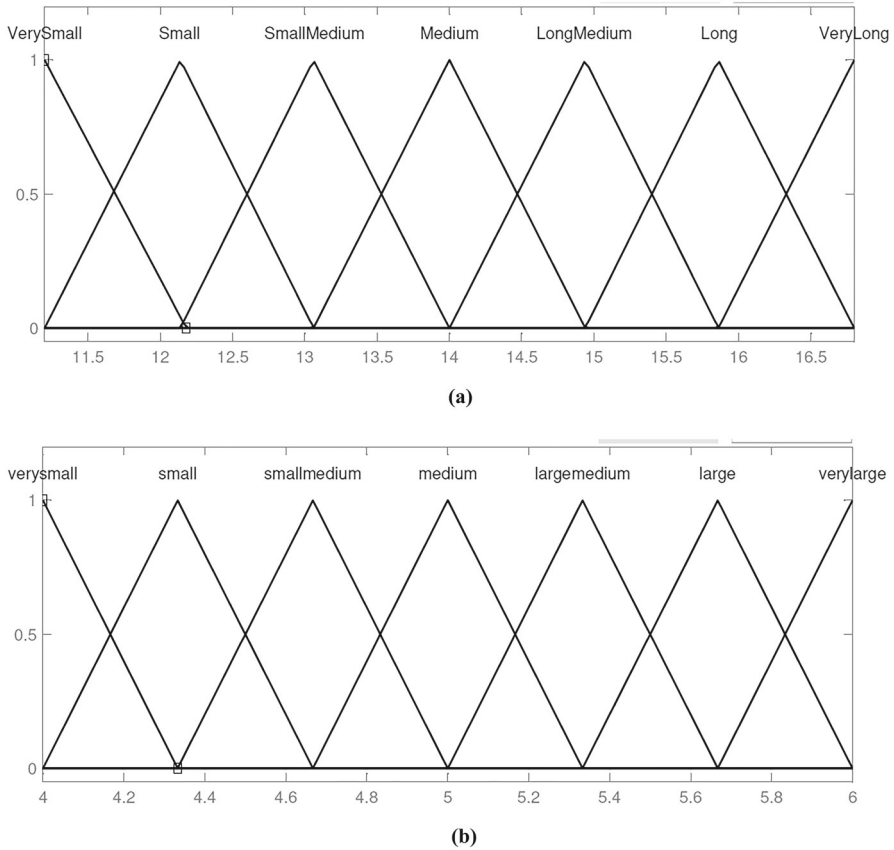 VerySmall Small SmallMedium Medium LongMedium Long VeryLong
1
0.5
0
11.5 12 12.5 13 13.5 14 14.5 15 15.5 16 16.5
(a)
verysmall small smallmedium medium largemedium large verylarge
1
0.5
0
4 4.2 4.4 4.6 4.8 5 5.2 5.4 5.6 5.8 6
(b)